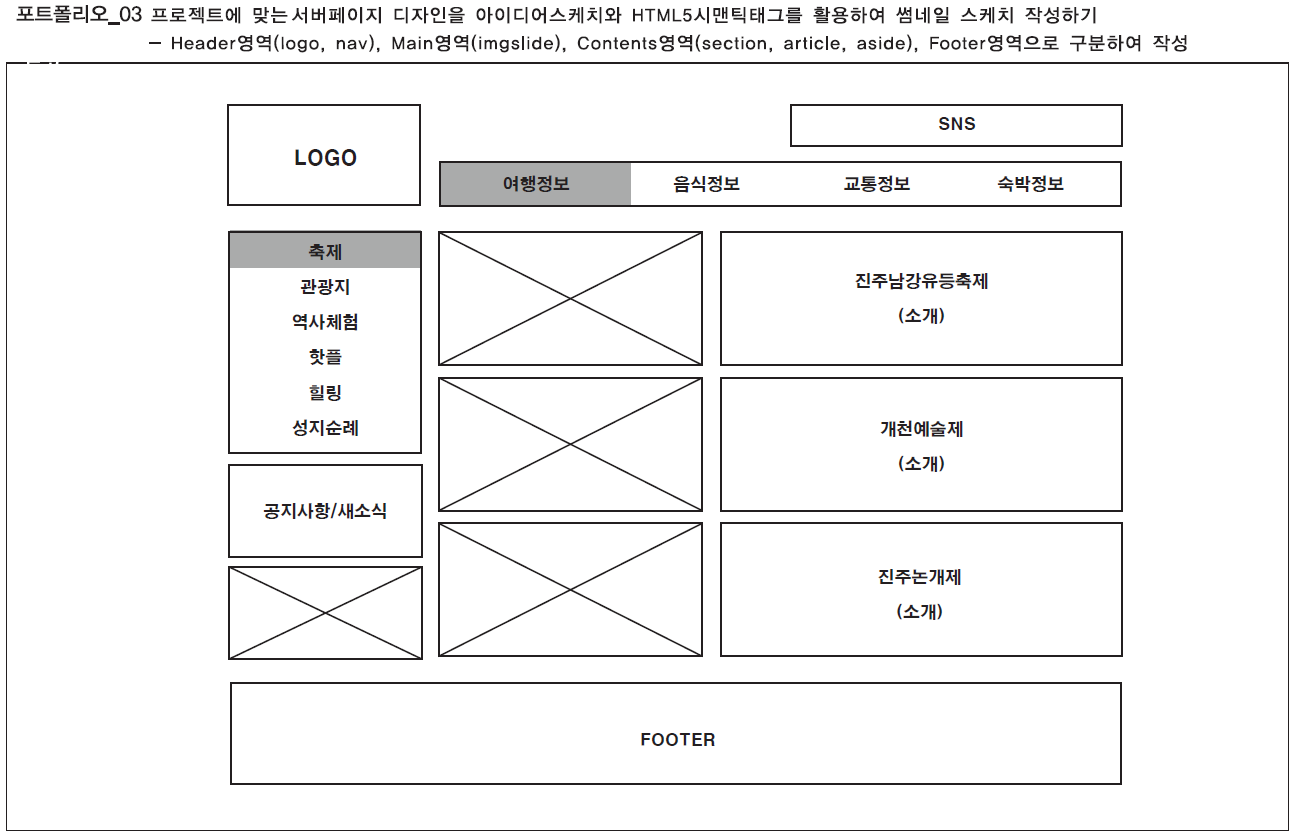 포트폴리오_03 프로젝트에 맞는 서버페이지 디자인을 아이디어스케치와 HTML5시맨틱태그를 활용하여 썸네일 스케치 작성하기
- Header영역(logo, nav), Main영역(imgslide), Contents영역(section, article, aside), Footer영역으로 구분하여 작성
LOGO
SNS
여행정보 음식정보 교통정보 숙박정보
축제
관광지
역사체험
핫플
힐링
성지순례
공지사항/새소식
진주남강유등축제
(소개)
개천예술제
(소개)
진주논개제
(소개)
FOOTER